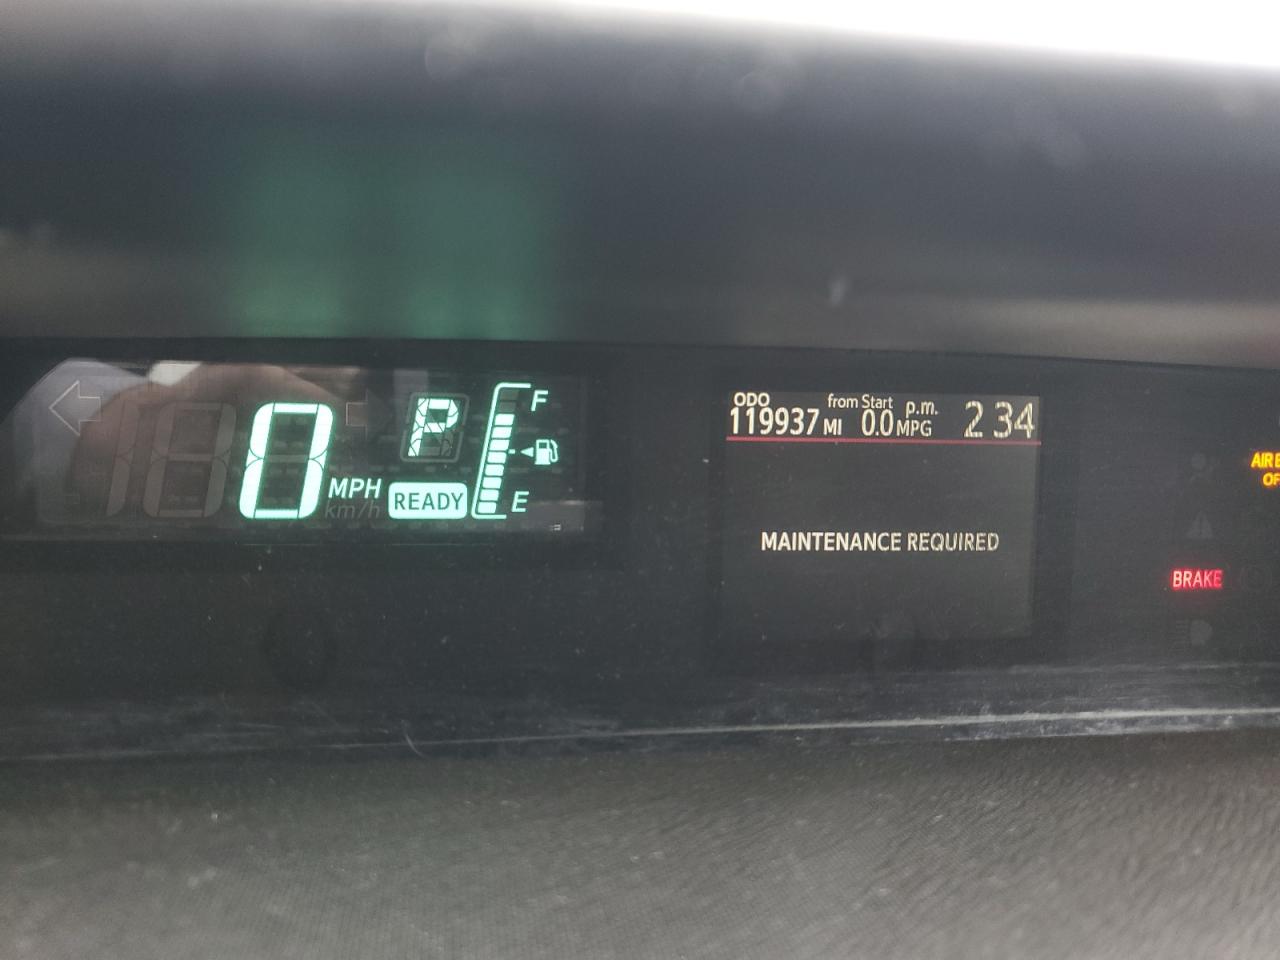 0 MPH
km/h
P
READY
F
E
ODO
119937 MI
from Start
0.0 MPG
p.m.
2 34
MAINTENANCE REQUIRED
BRAKE